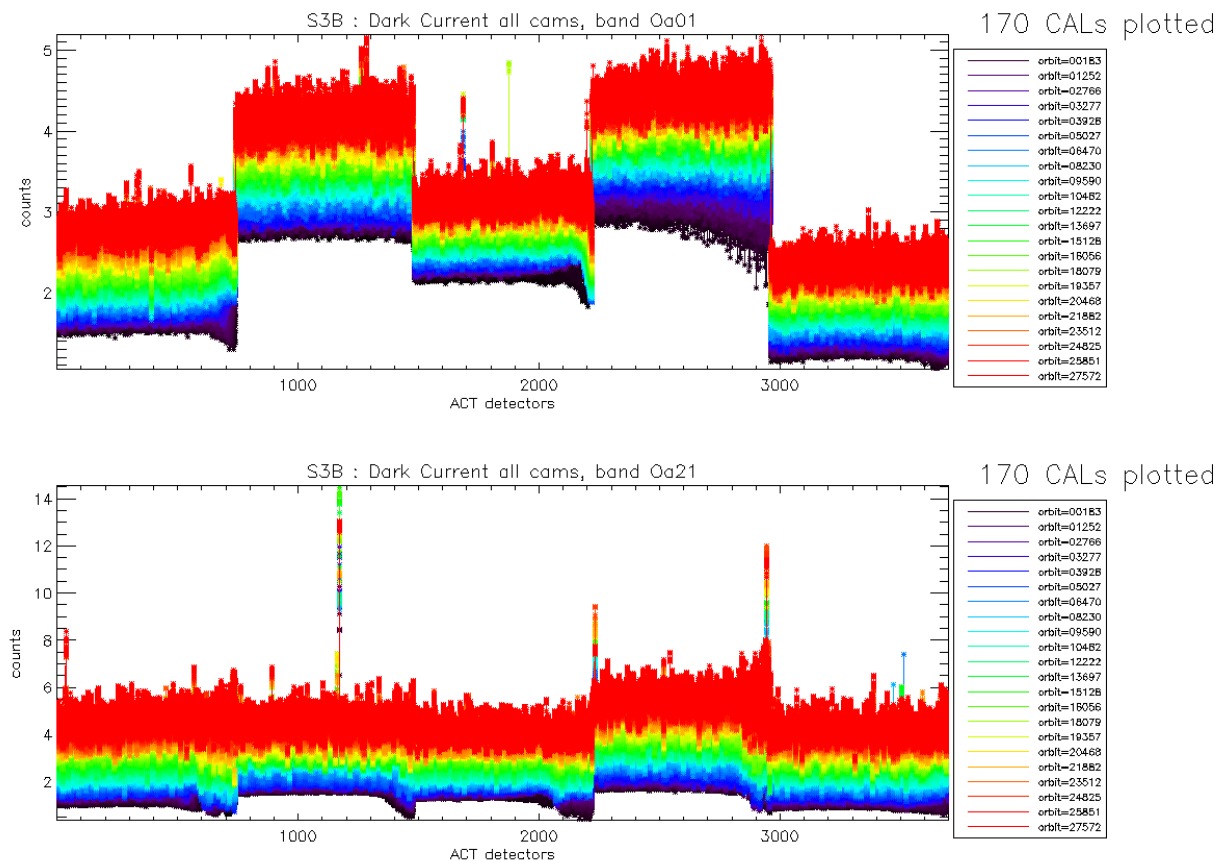 S3B : Dark Current all cams, band Oa01
170 CALs plotted
5
4
3
2
counts
1000
2000
3000
ACT detectors
orbit=00183
orbit=01252
orbit=02766
orbit=03277
orbit=03928
orbit=05027
orbit=06470
orbit=08230
orbit=09590
orbit=10482
orbit=12222
orbit=13697
orbit=15128
orbit=16056
orbit=18079
orbit=19357
orbit=20468
orbit=21882
orbit=23512
orbit=24825
orbit=25851
orbit=27572
S3B : Dark Current all cams, band Oa21
170 CALs plotted
14
12
10
8
6
4
2
counts
1000
2000
3000
ACT detectors
orbit=00183
orbit=01252
orbit=02766
orbit=03277
orbit=03928
orbit=05027
orbit=06470
orbit=08230
orbit=09590
orbit=10482
orbit=12222
orbit=13697
orbit=15128
orbit=16056
orbit=18079
orbit=19357
orbit=20468
orbit=21882
orbit=23512
orbit=24825
orbit=25851
orbit=27572